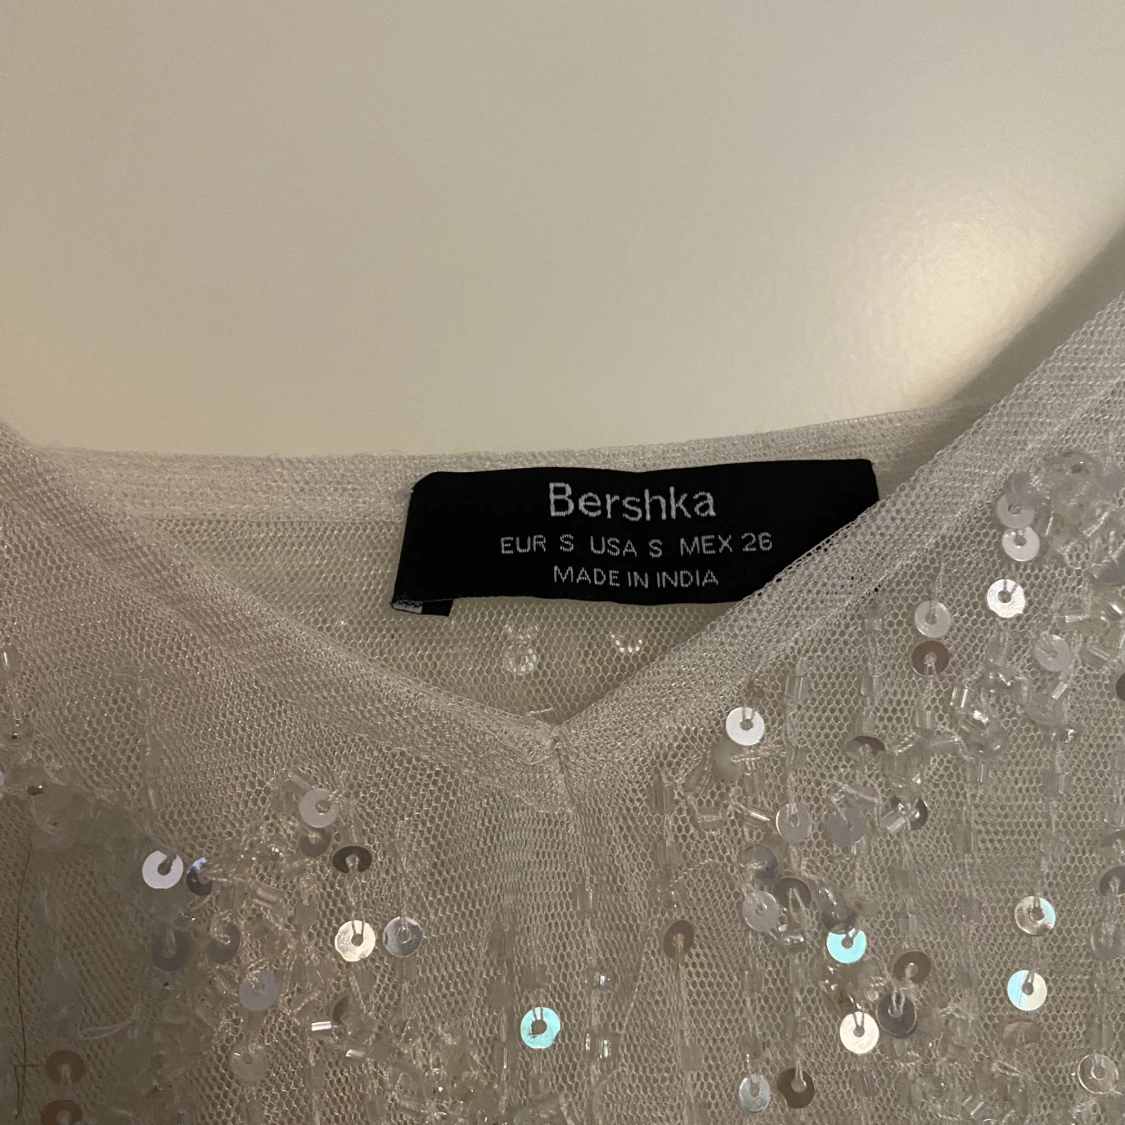 Bershka
EUR S USA S MEX 26
MADE IN INDIA